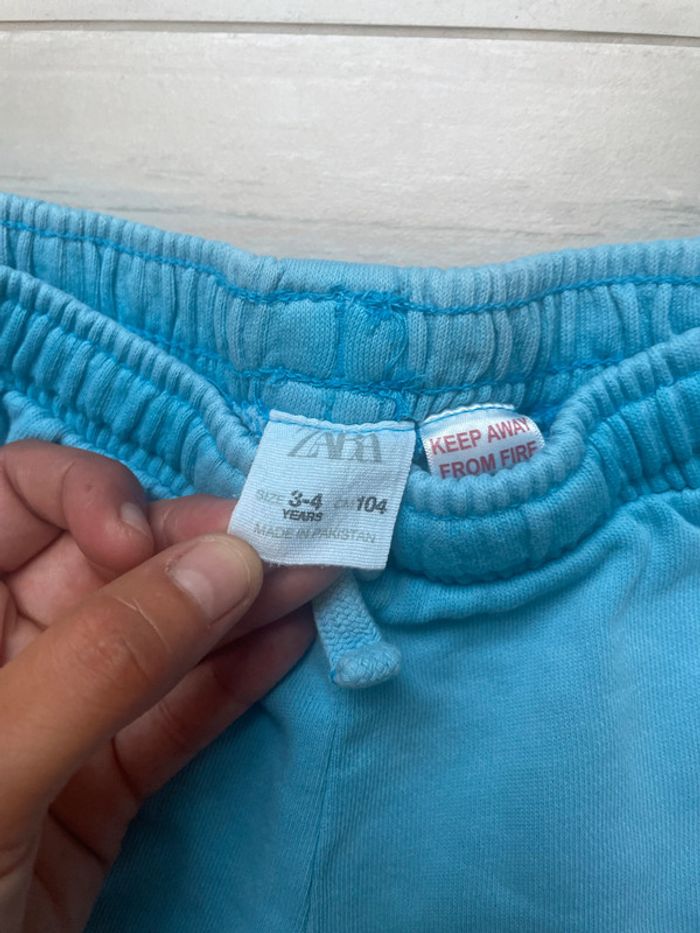 ZARA
SIZE 3-4 YEARS CM 104
MADE IN PAKISTAN
KEEP AWAY
FROM FIRE